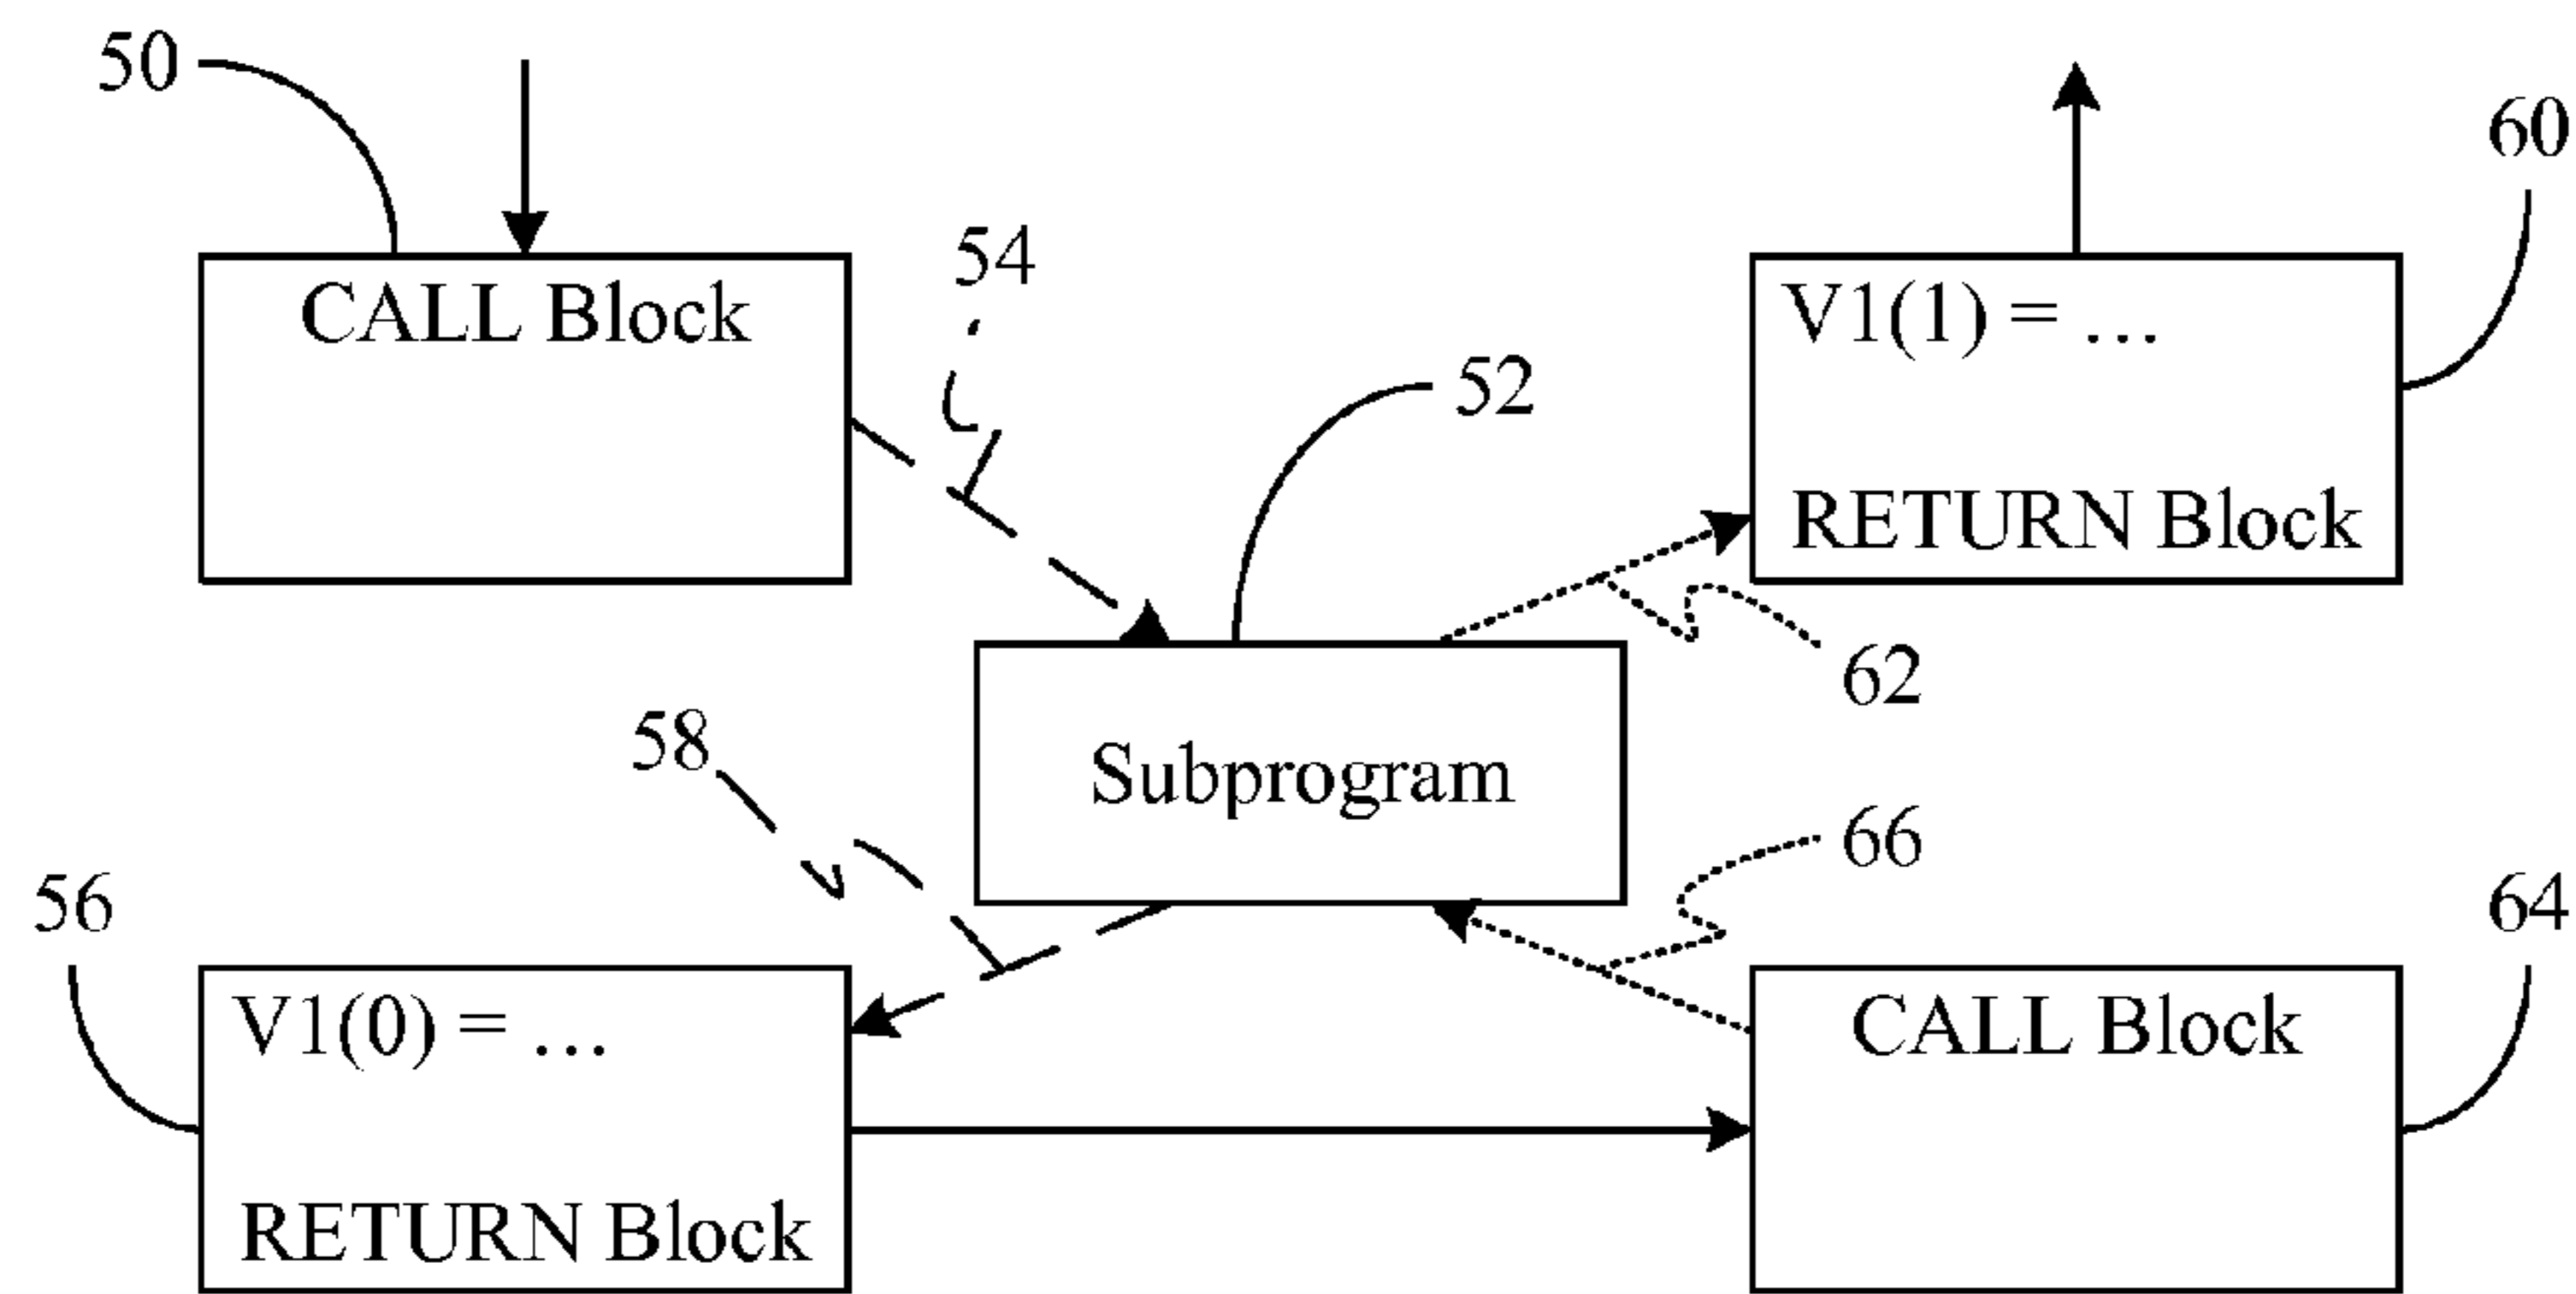 50
60
54
CALL Block
V1(1) = ...
52
RETURN Block
62
58
Subprogram
66
56
64
V1(0) = ...
CALL Block
RETURN Block